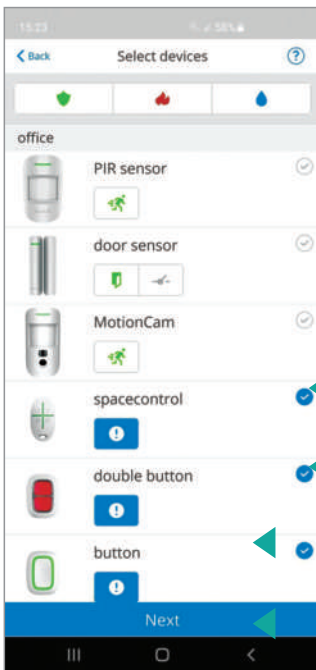 15:23
58%
Back
Select devices
?
office
PIR sensor
door sensor
MotionCam
spacecontrol
!
double button
!
button
!
Next